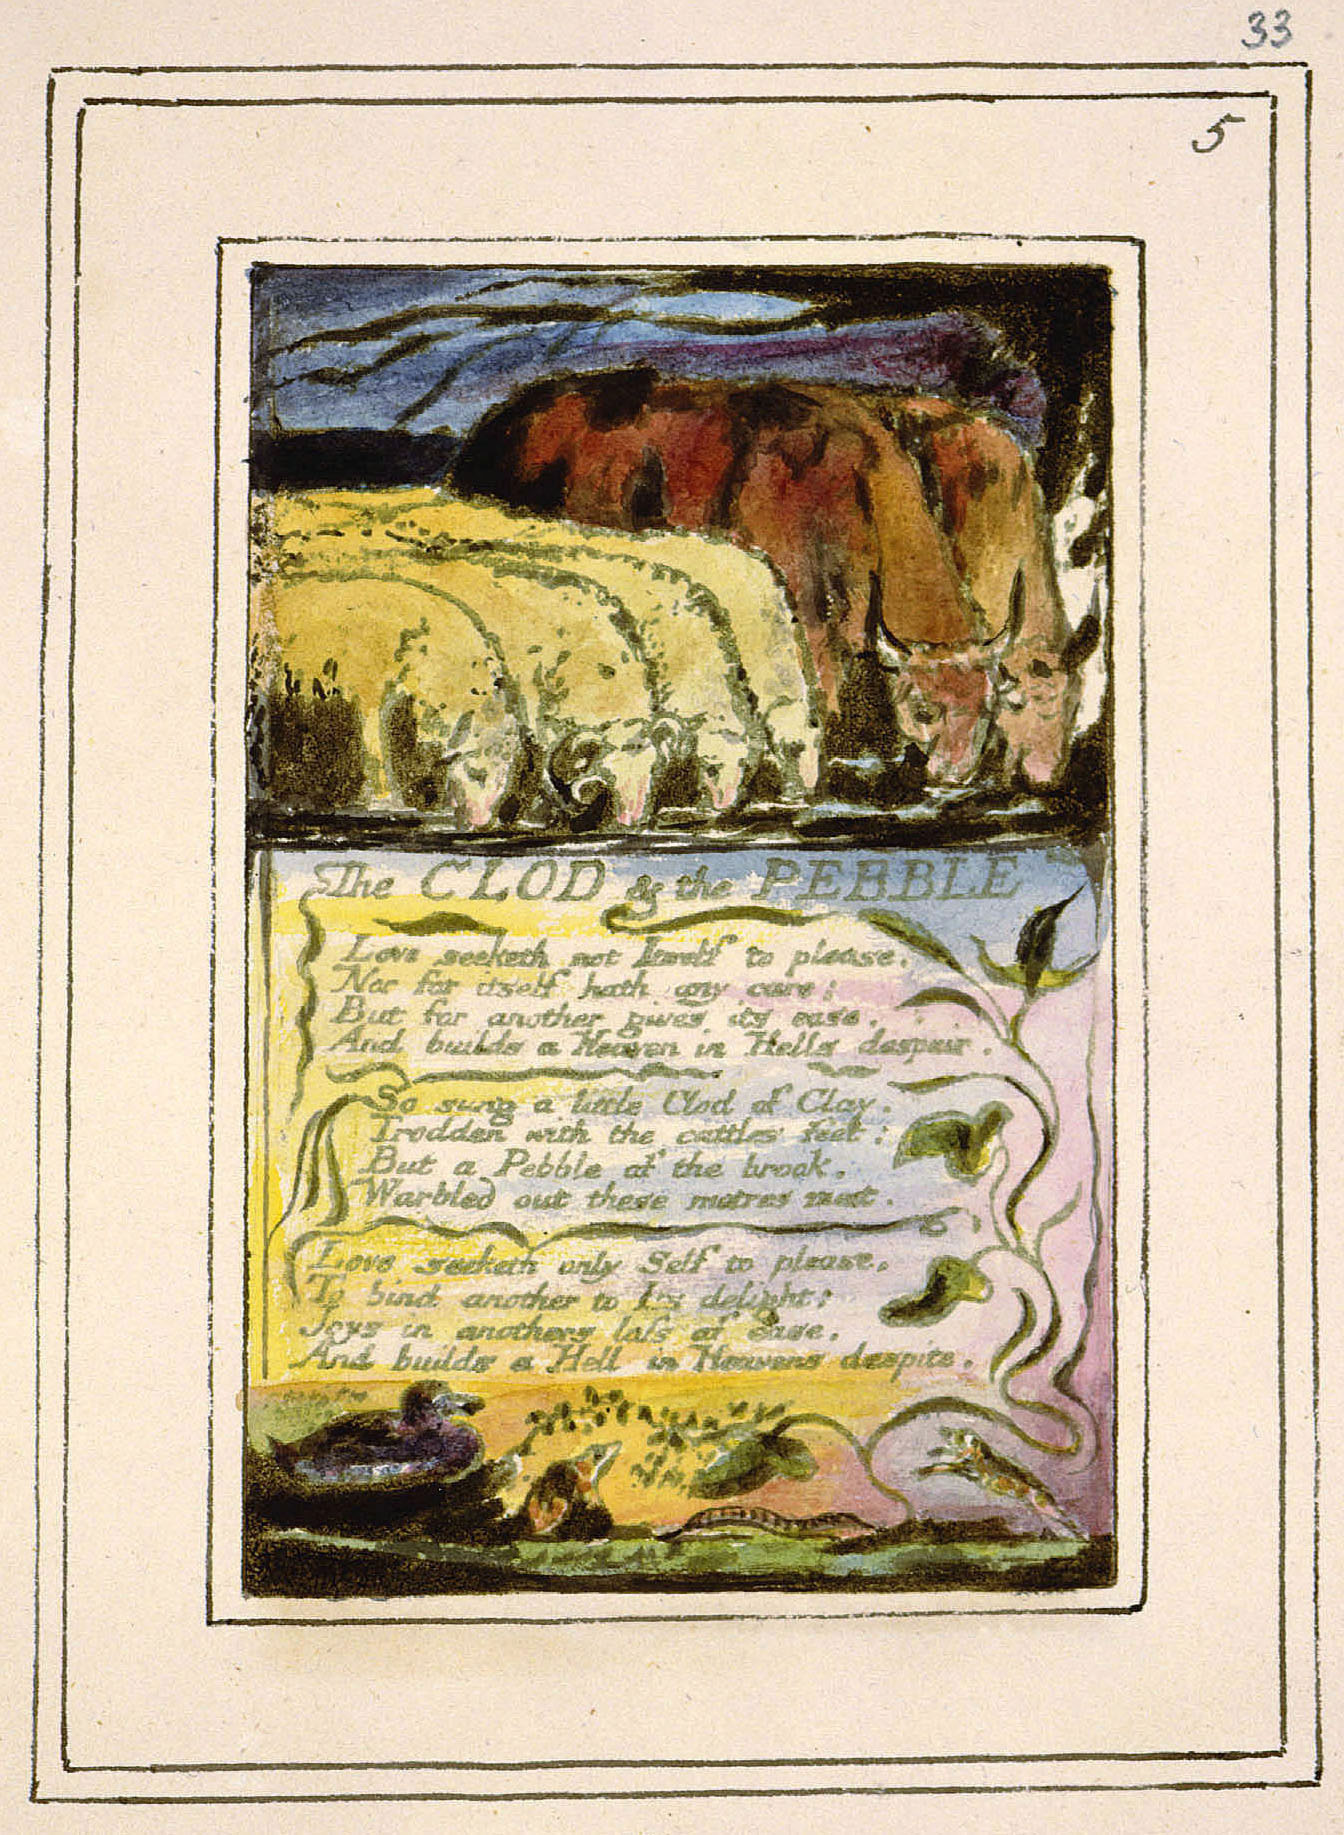 33
5
The CLOD & the PEBBLE
Love seeketh not Itself to please.
Nor for itself hath any care;
But for another gives its ease.
And builds a Heaven in Hells despair.
So sung a little Clod of Clay.
Trodden with the cattles feet:
But a Pebble of the brook.
Warbled out these metres meet.
Love seeketh only Self to please.
To bind another to Its delight:
Joys in anothers loſs of ease.
And builds a Hell in Heavens despite.